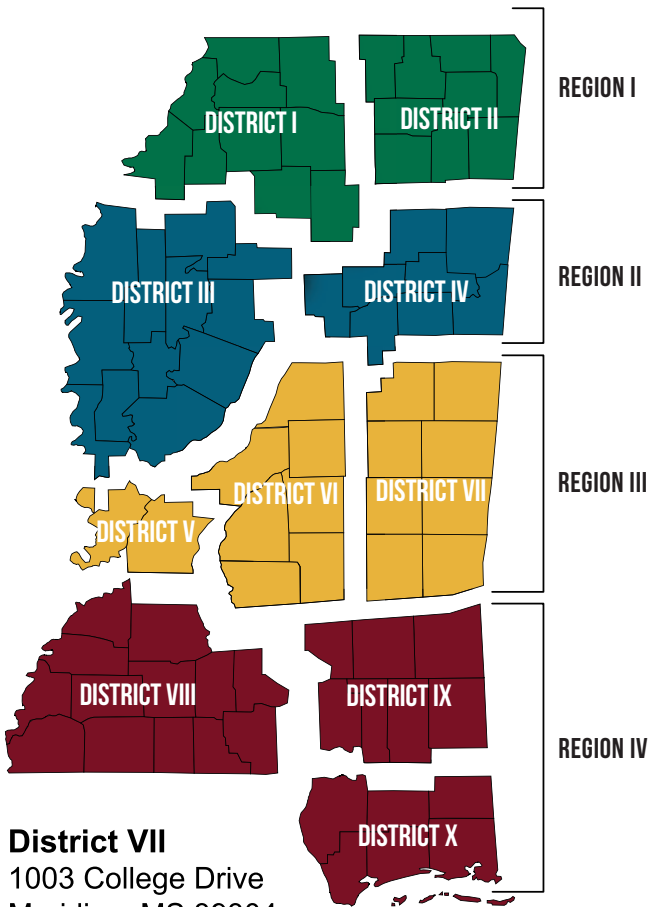 REGION I
DISTRICT I
DISTRICT II
REGION II
DISTRICT III
DISTRICT IV
REGION III
DISTRICT VI
DISTRICT VII
DISTRICT V
REGION IV
DISTRICT VIII
DISTRICT IX
DISTRICT X
District VII
1003 College Drive